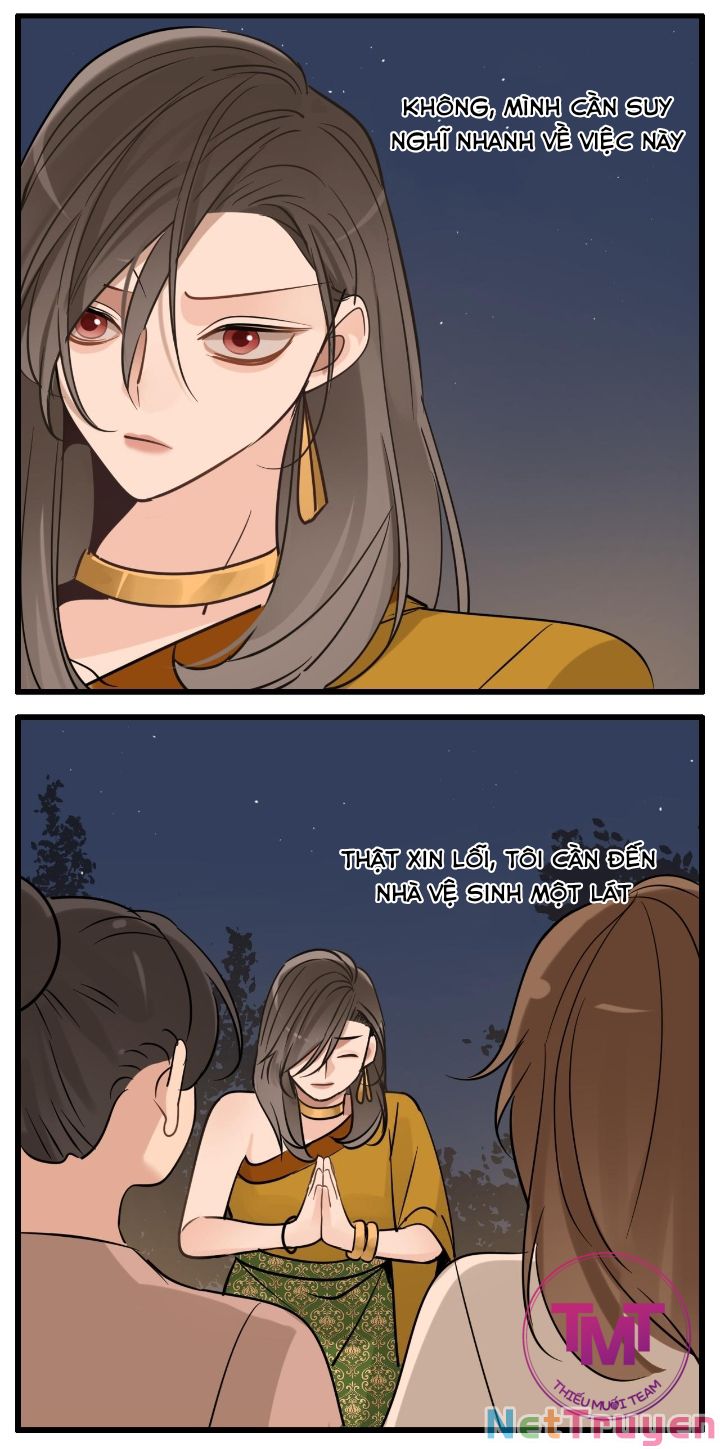 KHÔNG, MÌNH CẦN SUY
NGHĨ NHANH VỀ VIỆC NÀY
THẬT XIN LỖI, TÔI CẦN ĐẾN
NHÀ VỆ SINH MỘT LÁT
TMT
THIẾU MUỐI TEAM
NetTruyen